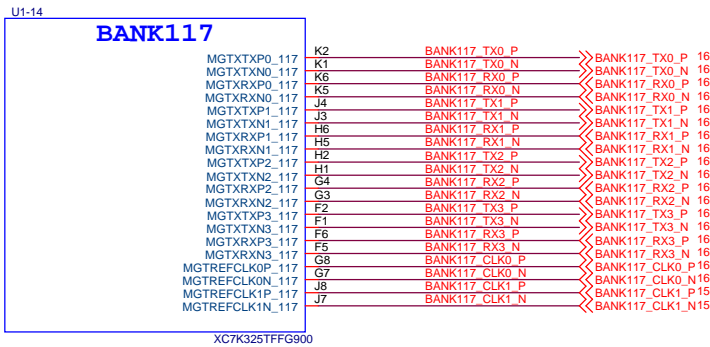 U1-14
BANK117
MGTXTXP0_117 K2 BANK117_TX0_P BANK117_TX0_P 16
MGTXTXN0_117 K1 BANK117_TX0_N BANK117_TX0_N 16
MGTXRXP0_117 K6 BANK117_RX0_P BANK117_RX0_P 16
MGTXRXN0_117 K5 BANK117_RX0_N BANK117_RX0_N 16
MGTXTXP1_117 J4 BANK117_TX1_P BANK117_TX1_P 16
MGTXTXN1_117 J3 BANK117_TX1_N BANK117_TX1_N 16
MGTXRXP1_117 H6 BANK117_RX1_P BANK117_RX1_P 16
MGTXRXN1_117 H5 BANK117_RX1_N BANK117_RX1_N 16
MGTXTXP2_117 H2 BANK117_TX2_P BANK117_TX2_P 16
MGTXTXN2_117 H1 BANK117_TX2_N BANK117_TX2_N 16
MGTXRXP2_117 G4 BANK117_RX2_P BANK117_RX2_P 16
MGTXRXN2_117 G3 BANK117_RX2_N BANK117_RX2_N 16
MGTXTXP3_117 F2 BANK117_TX3_P BANK117_TX3_P 16
MGTXTXN3_117 F1 BANK117_TX3_N BANK117_TX3_N 16
MGTXRXP3_117 F6 BANK117_RX3_P BANK117_RX3_P 16
MGTXRXN3_117 F5 BANK117_RX3_N BANK117_RX3_N 16
MGTREFCLK0P_117 G8 BANK117_CLK0_P BANK117_CLK0_P 16
MGTREFCLK0N_117 G7 BANK117_CLK0_N BANK117_CLK0_N 16
MGTREFCLK1P_117 J8 BANK117_CLK1_P BANK117_CLK1_P 15
MGTREFCLK1N_117 J7 BANK117_CLK1_N BANK117_CLK1_N 15
XC7K325TFFG900